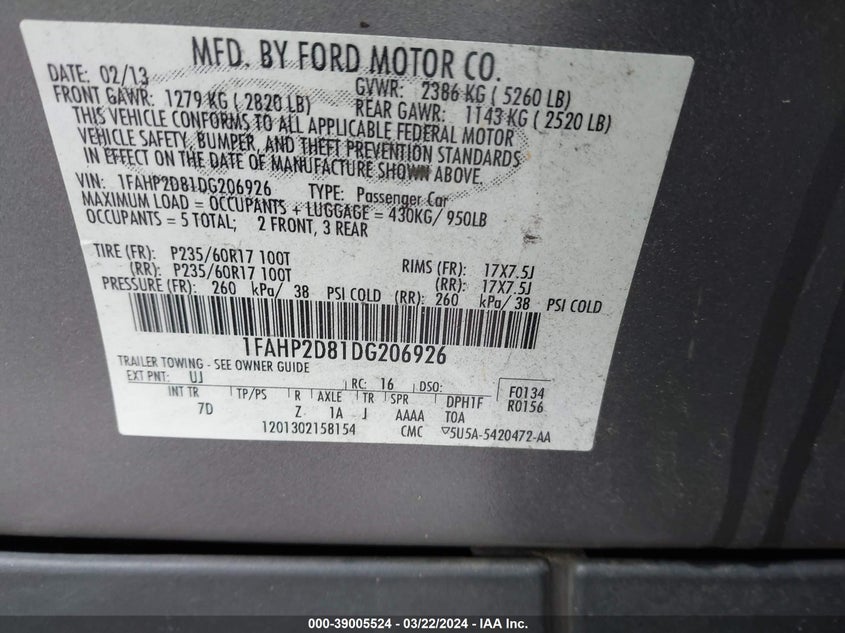 MFD. BY FORD MOTOR CO.
DATE: 02/13 GVWR: 2386 KG ( 5260 LB)
FRONT GAWR: 1279 KG ( 2820 LB) REAR GAWR: 1143 KG ( 2520 LB)
THIS VEHICLE CONFORMS TO ALL APPLICABLE FEDERAL MOTOR
VEHICLE SAFETY, BUMPER, AND THEFT PREVENTION STANDARDS
IN EFFECT ON THE DATE OF MANUFACTURE SHOWN ABOVE.
VIN: 1FAHP2D81DG206926 TYPE: Passenger Car
MAXIMUM LOAD = OCCUPANTS + LUGGAGE = 430KG/ 950LB
OCCUPANTS = 5 TOTAL; 2 FRONT, 3 REAR
TIRE (FR): P235/60R17 100T RIMS (FR): 17X7.5J
(RR): P235/60R17 100T (RR): 17X7.5J
PRESSURE (FR): 260 kPa/ 38 PSI COLD (RR): 260 kPa/ 38 PSI COLD
1FAHP2D81DG206926
TRAILER TOWING - SEE OWNER GUIDE
EXT PNT: UJ RC: 16 DSO: F0134
INT TR TP/PS R AXLE TR SPR DPH1F R0156
7D Z 1A J AAAA TOA
1201302158154 CMC 5U5A-5420472-AA
000-39005524 - 03/22/2024 - IAA Inc.